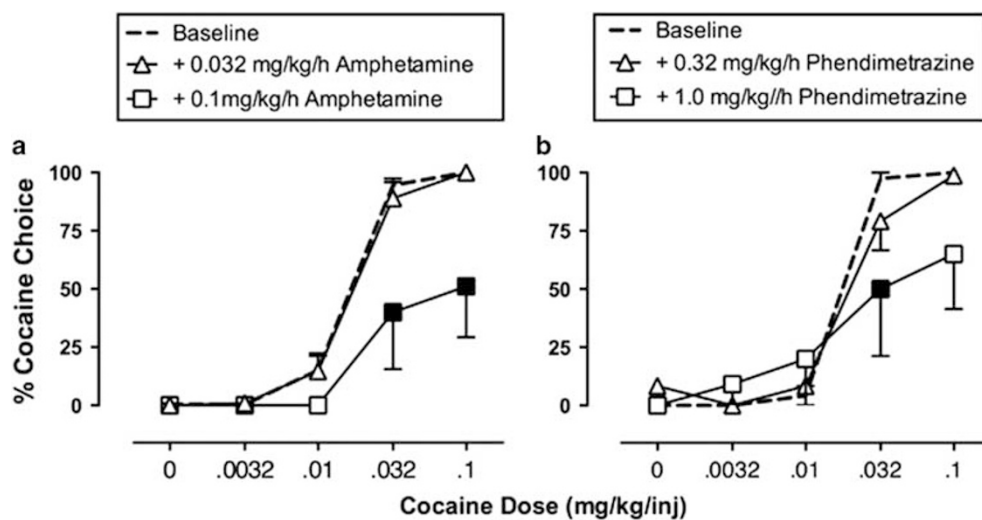 Baseline
+ 0.032 mg/kg/h Amphetamine
+ 0.1mg/kg/h Amphetamine
Baseline
+ 0.32 mg/kg/h Phendimetrazine
+ 1.0 mg/kg//h Phendimetrazine
a
b
% Cocaine Choice
100
75
50
25
0
100
75
50
25
0
0 .0032 .01 .032 .1
0 .0032 .01 .032 .1
Cocaine Dose (mg/kg/inj)